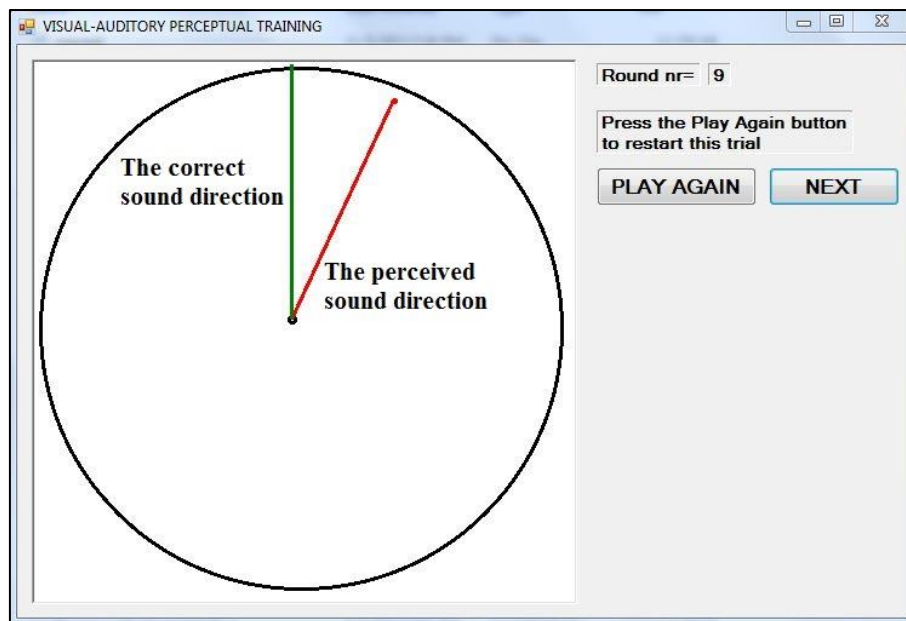 VISUAL-AUDITORY PERCEPTUAL TRAINING
The correct
sound direction
The perceived
sound direction
Round nr= 9
Press the Play Again button
to restart this trial
PLAY AGAIN NEXT